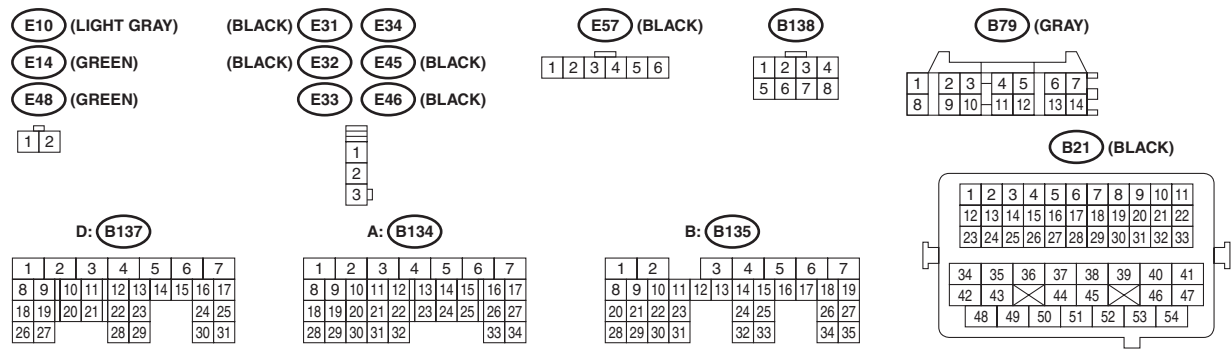 E10 (LIGHT GRAY) (BLACK) E31 E34 E57 (BLACK) B138 B79 (GRAY)
E14 (GREEN) (BLACK) E32 E45 (BLACK)
E48 (GREEN) E33 E46 (BLACK)
1 2
1
2
3
1 2 3 4 5 6
1 2 3 4
5 6 7 8
1 2 3 4 5 6 7
8 9 10 11 12 13 14
B21 (BLACK)
1 2 3 4 5 6 7 8 9 10 11
12 13 14 15 16 17 18 19 20 21 22
23 24 25 26 27 28 29 30 31 32 33
34 35 36 37 38 39 40 41
42 43 44 45 46 47
48 49 50 51 52 53 54
D: B137
1 2 3 4 5 6 7
8 9 10 11 12 13 14 15 16 17
18 19 20 21 22 23 24 25
26 27 28 29 30 31
A: B134
1 2 3 4 5 6 7
8 9 10 11 12 13 14 15 16 17
18 19 20 21 22 23 24 25 26 27
28 29 30 31 32 33 34
B: B135
1 2 3 4 5 6 7
8 9 10 11 12 13 14 15 16 17 18 19
20 21 22 23 24 25 26 27
28 29 30 31 32 33 34 35